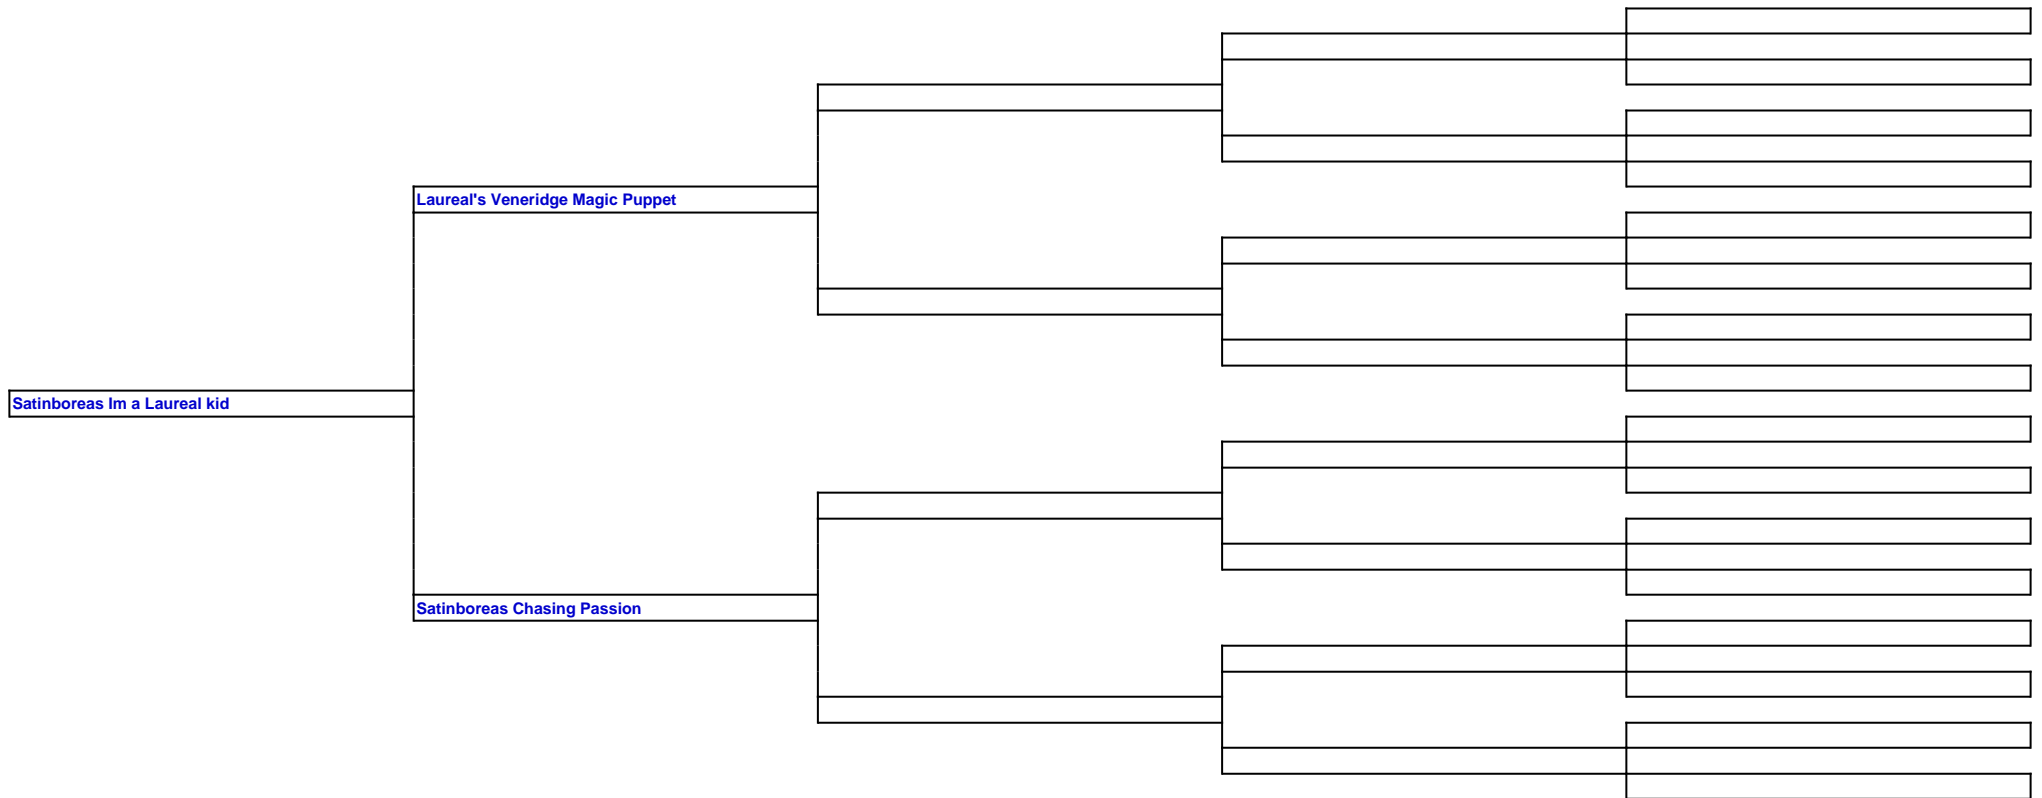 Laureal's Veneridge Magic Puppet
Satinboreas Im a Laureal kid
Satinboreas Chasing Passion